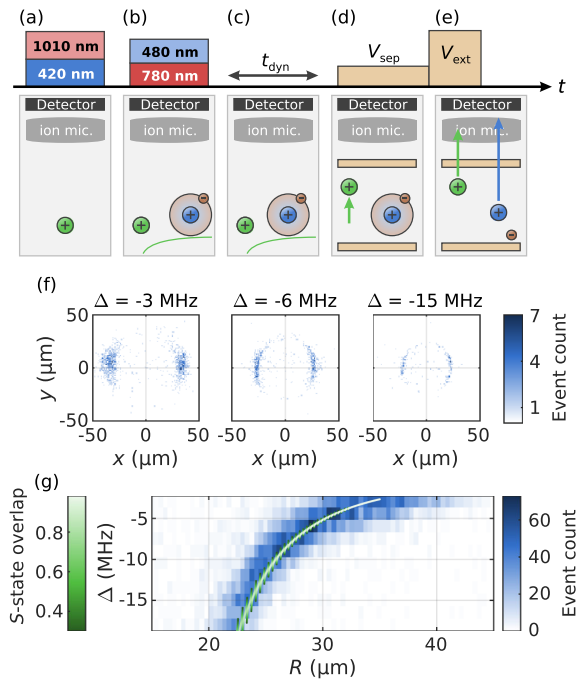 (a) (b) (c) (d) (e)
1010 nm
420 nm
480 nm
780 nm
t_dyn
V_sep
V_ext
t
Detector Detector Detector Detector Detector
ion mic. ion mic. ion mic. ion mic. ion mic.
+ + + − + + − + + − + + + −
(f)
Δ = -3 MHz Δ = -6 MHz Δ = -15 MHz
50
0
-50
y (μm)
-50 0 50 -50 0 50 -50 0 50
x (μm) x (μm) x (μm)
7
4
1
Event count
(g)
S-state overlap
0.8
0.6
0.4
Δ (MHz)
-5
-10
-15
20 30 40
R (μm)
60
40
20
0
Event count